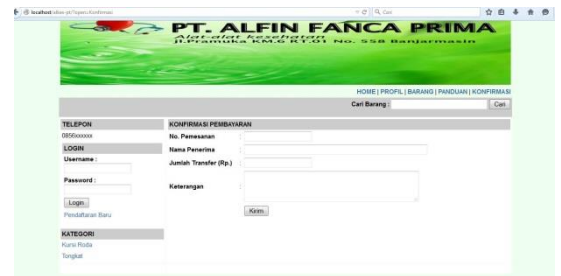 localhost/alkes-pt/?open=Konfirmasi
Cari
PT. ALFIN FANCA PRIMA
Alat-alat kesehatan
jl.Pramuka KM.6 RT.01 No. 55B Banjarmasin
HOME | PROFIL | BARANG | PANDUAN | KONFIRMASI
Cari Barang : Cari
TELEPON
0856xxxxxx
LOGIN
Username :
Password :
Login
Pendaftaran Baru
KATEGORI
Kursi Roda
Tongkat
KONFIRMASI PEMBAYARAN
No. Pemesanan :
Nama Penerima :
Jumlah Transfer (Rp.) :
Keterangan :
Kirim